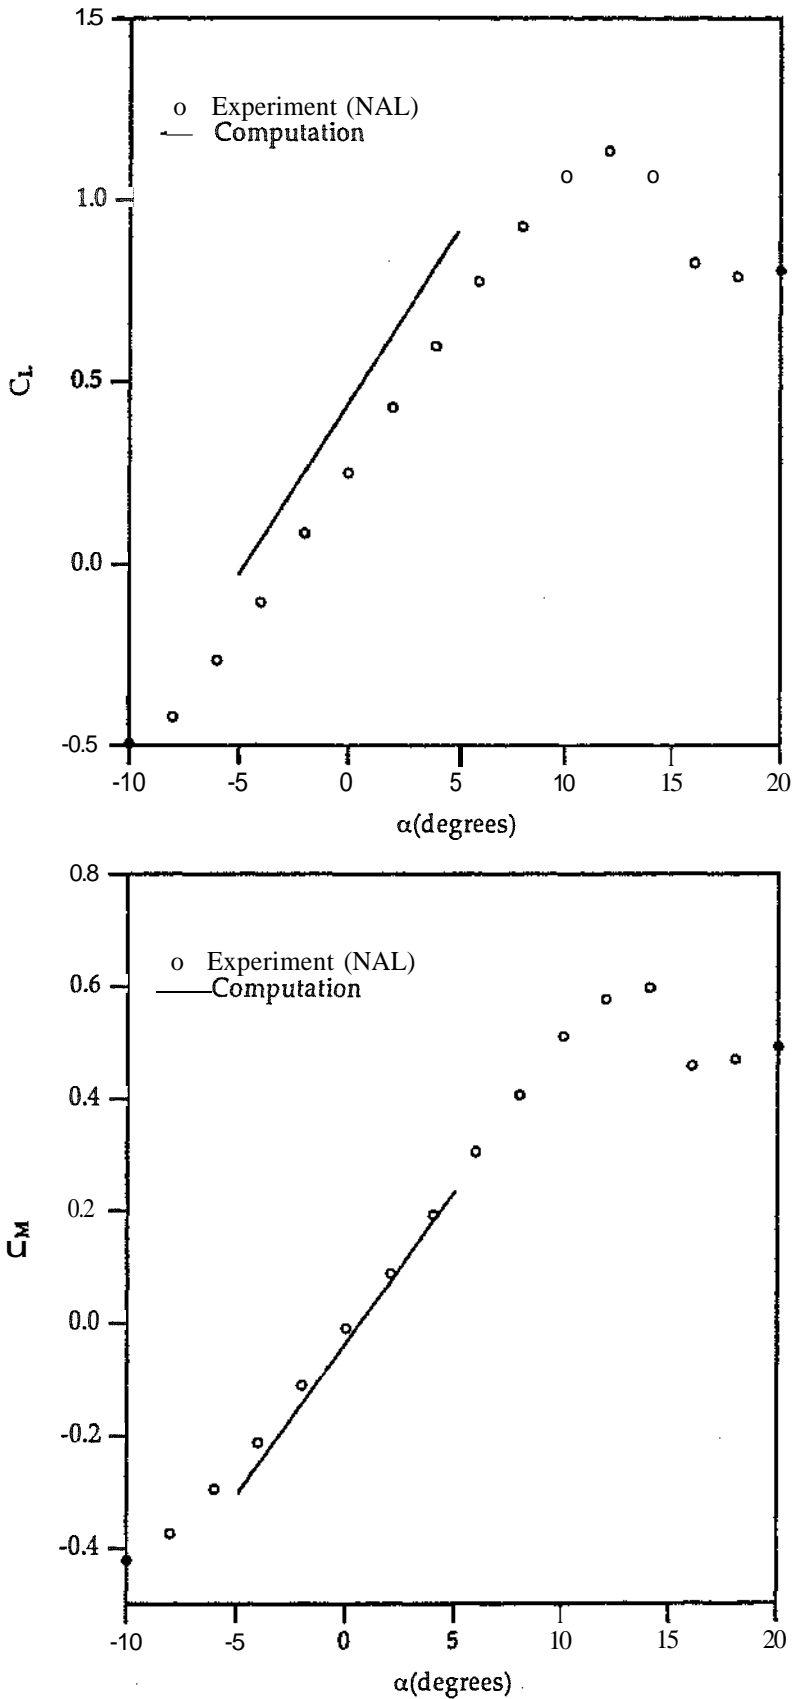 1.5
o Experiment (NAL)
— Computation
1.0
0.5
0.0
-0.5
C_L
-10 -5 0 5 10 15 20
α(degrees)
0.8
o Experiment (NAL)
— Computation
0.6
0.4
0.2
0.0
-0.2
-0.4
C_M
-10 -5 0 5 10 15 20
α(degrees)